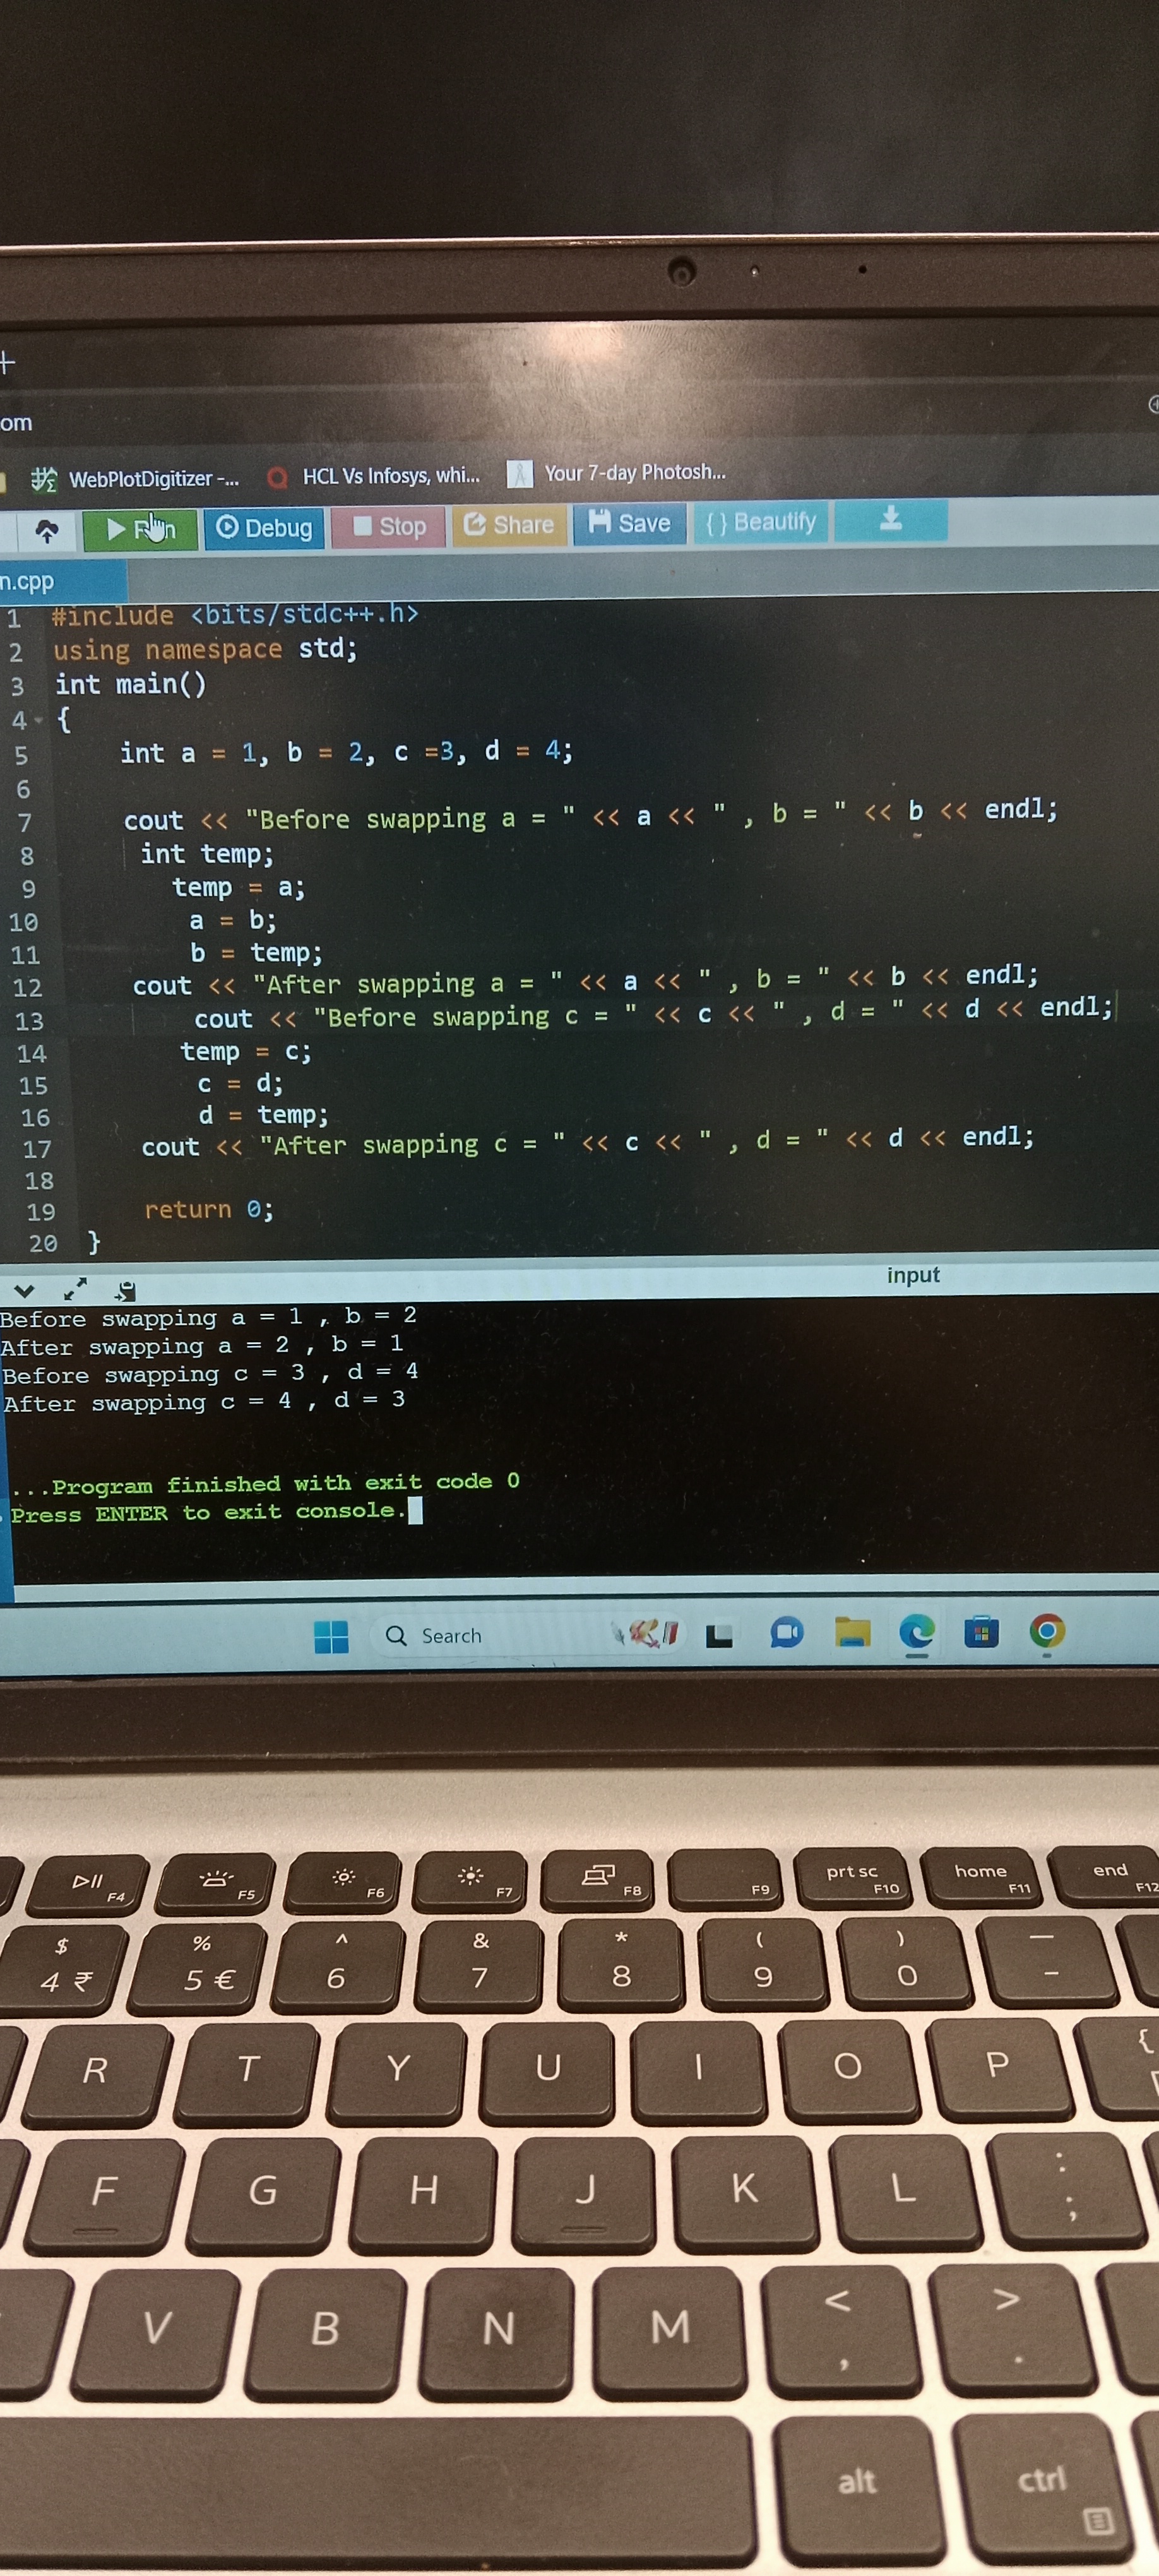 om
WebPlotDigitizer -... HCL Vs Infosys, whi... Your 7-day Photosh...
Debug Stop Share Save { } Beautify
n.cpp
1 #include <bits/stdc++.h>
2 using namespace std;
3 int main()
4 {
5 int a = 1, b = 2, c =3, d = 4;
6
7 cout << "Before swapping a = " << a << " , b = " << b << endl;
8 int temp;
9 temp = a;
10 a = b;
11 b = temp;
12 cout << "After swapping a = " << a << " , b = " << b << endl;
13 cout << "Before swapping c = " << c << " , d = " << d << endl;
14 temp = c;
15 c = d;
16 d = temp;
17 cout << "After swapping c = " << c << " , d = " << d << endl;
18
19 return 0;
20 }
input
Before swapping a = 1 , b = 2
After swapping a = 2 , b = 1
Before swapping c = 3 , d = 4
After swapping c = 4 , d = 3
...Program finished with exit code 0
Press ENTER to exit console.
Search
F4 F5 F6 F7 F8 F9 prt sc F10 home F11 end F12
$ % ^ & * ( ) —
4 ₹ 5 € 6 7 8 9 0 -
R T Y U I O P {
F G H J K L : ;
V B N M < , > .
alt ctrl